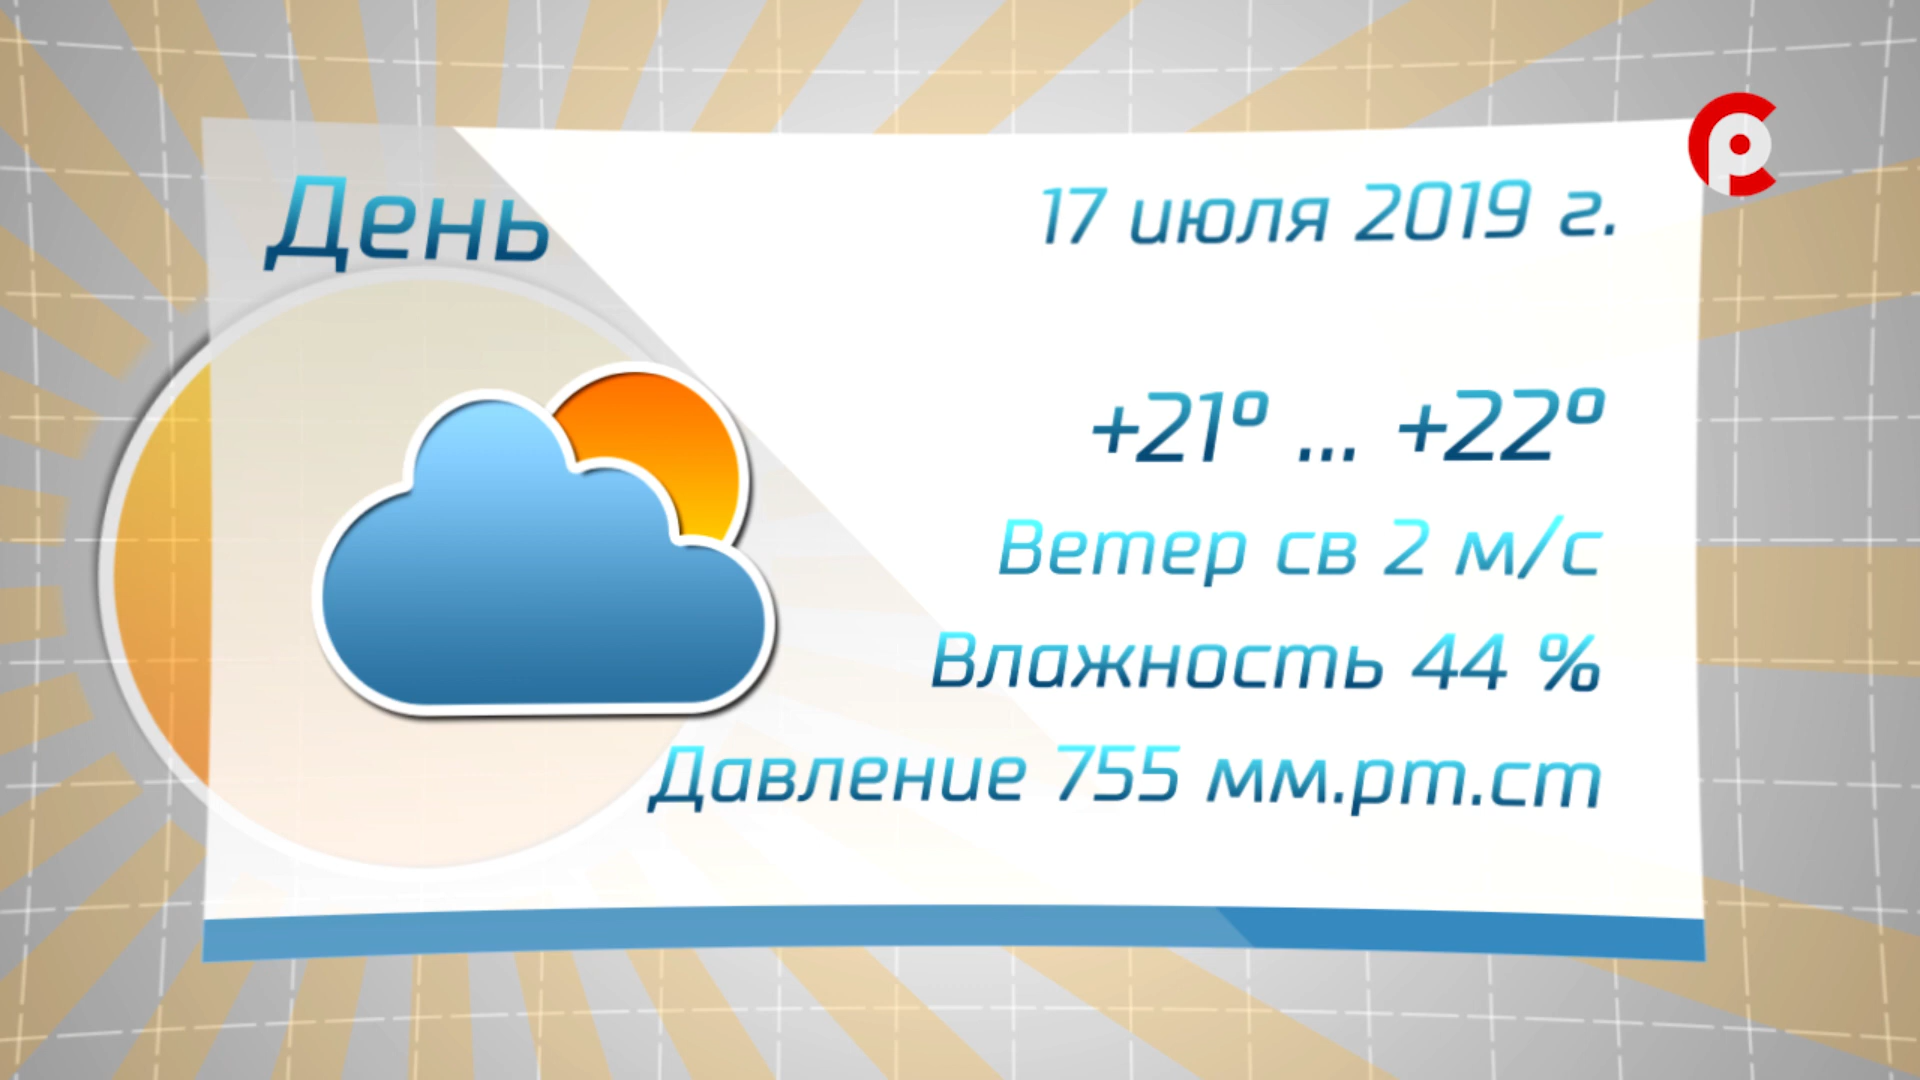 День
17 июля 2019 г.
+21° ... +22°
Ветер св 2 м/с
Влажность 44 %
Давление 755 мм.рт.ст